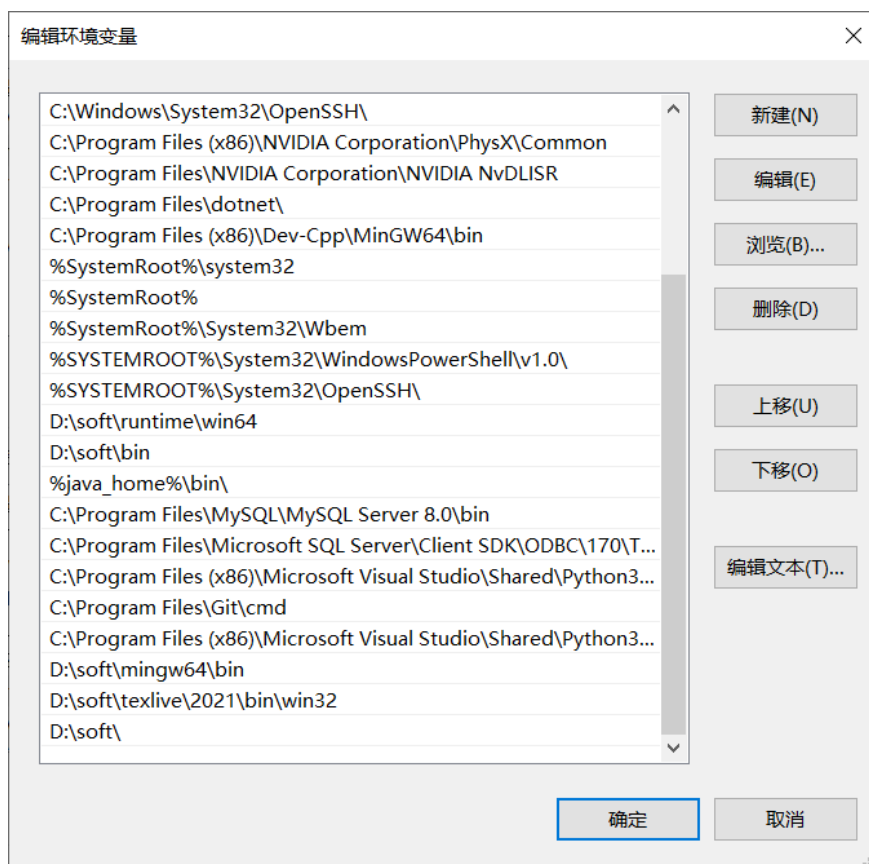 编辑环境变量
C:\Windows\System32\OpenSSH\
C:\Program Files (x86)\NVIDIA Corporation\PhysX\Common
C:\Program Files\NVIDIA Corporation\NVIDIA NvDLISR
C:\Program Files\dotnet\
C:\Program Files (x86)\Dev-Cpp\MinGW64\bin
%SystemRoot%\system32
%SystemRoot%
%SystemRoot%\System32\Wbem
%SYSTEMROOT%\System32\WindowsPowerShell\v1.0\
%SYSTEMROOT%\System32\OpenSSH\
D:\soft\runtime\win64
D:\soft\bin
%java_home%\bin\
C:\Program Files\MySQL\MySQL Server 8.0\bin
C:\Program Files\Microsoft SQL Server\Client SDK\ODBC\170\T...
C:\Program Files (x86)\Microsoft Visual Studio\Shared\Python3...
C:\Program Files\Git\cmd
C:\Program Files (x86)\Microsoft Visual Studio\Shared\Python3...
D:\soft\mingw64\bin
D:\soft\texlive\2021\bin\win32
D:\soft\
新建(N)
编辑(E)
浏览(B)...
删除(D)
上移(U)
下移(O)
编辑文本(T)...
确定
取消